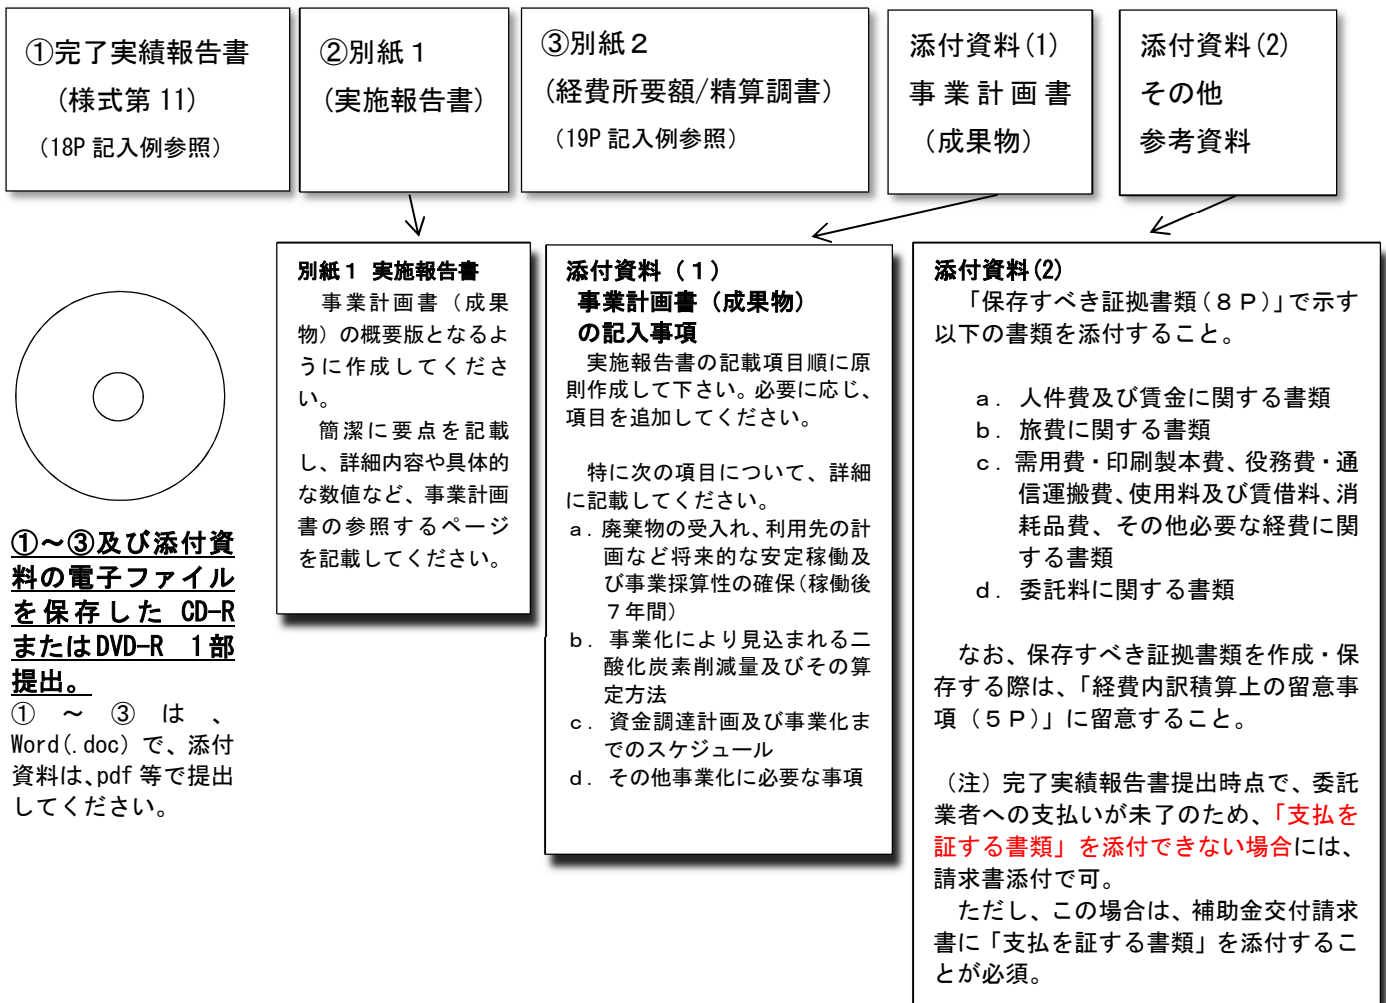 ①完了実績報告書
(様式第 11)
(18P 記入例参照)
②別紙１
(実施報告書)
③別紙２
(経費所要額/精算調書)
(19P 記入例参照)
添付資料(1)
事業計画書
(成果物)
添付資料(2)
その他
参考資料
①～③及び添付資
料の電子ファイル
を保存した CD-R
または DVD-R　1 部
提出。
①～③は、
Word(.doc) で、添付
資料は、pdf 等で提出
してください。
別紙１ 実施報告書
事業計画書（成果
物）の概要版となるよ
うに作成してくださ
い。
簡潔に要点を記載
し、詳細内容や具体的
な数値など、事業計画
書の参照するページ
を記載してください。
添付資料（１）
事業計画書（成果物）
の記入事項
実施報告書の記載項目順に原
則作成して下さい。必要に応じ、
項目を追加してください。
特に次の項目について、詳細
に記載してください。
ａ．廃棄物の受入れ、利用先の計
画など将来的な安定稼働及
び事業採算性の確保（稼働後
７年間）
ｂ．事業化により見込まれる二
酸化炭素削減量及びその算
定方法
ｃ．資金調達計画及び事業化ま
でのスケジュール
ｄ．その他事業化に必要な事項
添付資料(2)
「保存すべき証拠書類（８Ｐ）」で示す
以下の書類を添付すること。
ａ．人件費及び賃金に関する書類
ｂ．旅費に関する書類
ｃ．需用費・印刷製本費、役務費・通
信運搬費、使用料及び賃借料、消
耗品費、その他必要な経費に関
する書類
ｄ．委託料に関する書類
なお、保存すべき証拠書類を作成・保
存する際は、「経費内訳積算上の留意事
項（５Ｐ）」に留意すること。
（注）完了実績報告書提出時点で、委託
業者への支払いが未了のため、「支払を
証する書類」を添付できない場合には、
請求書添付で可。
ただし、この場合は、補助金交付請求
書に「支払を証する書類」を添付するこ
とが必須。